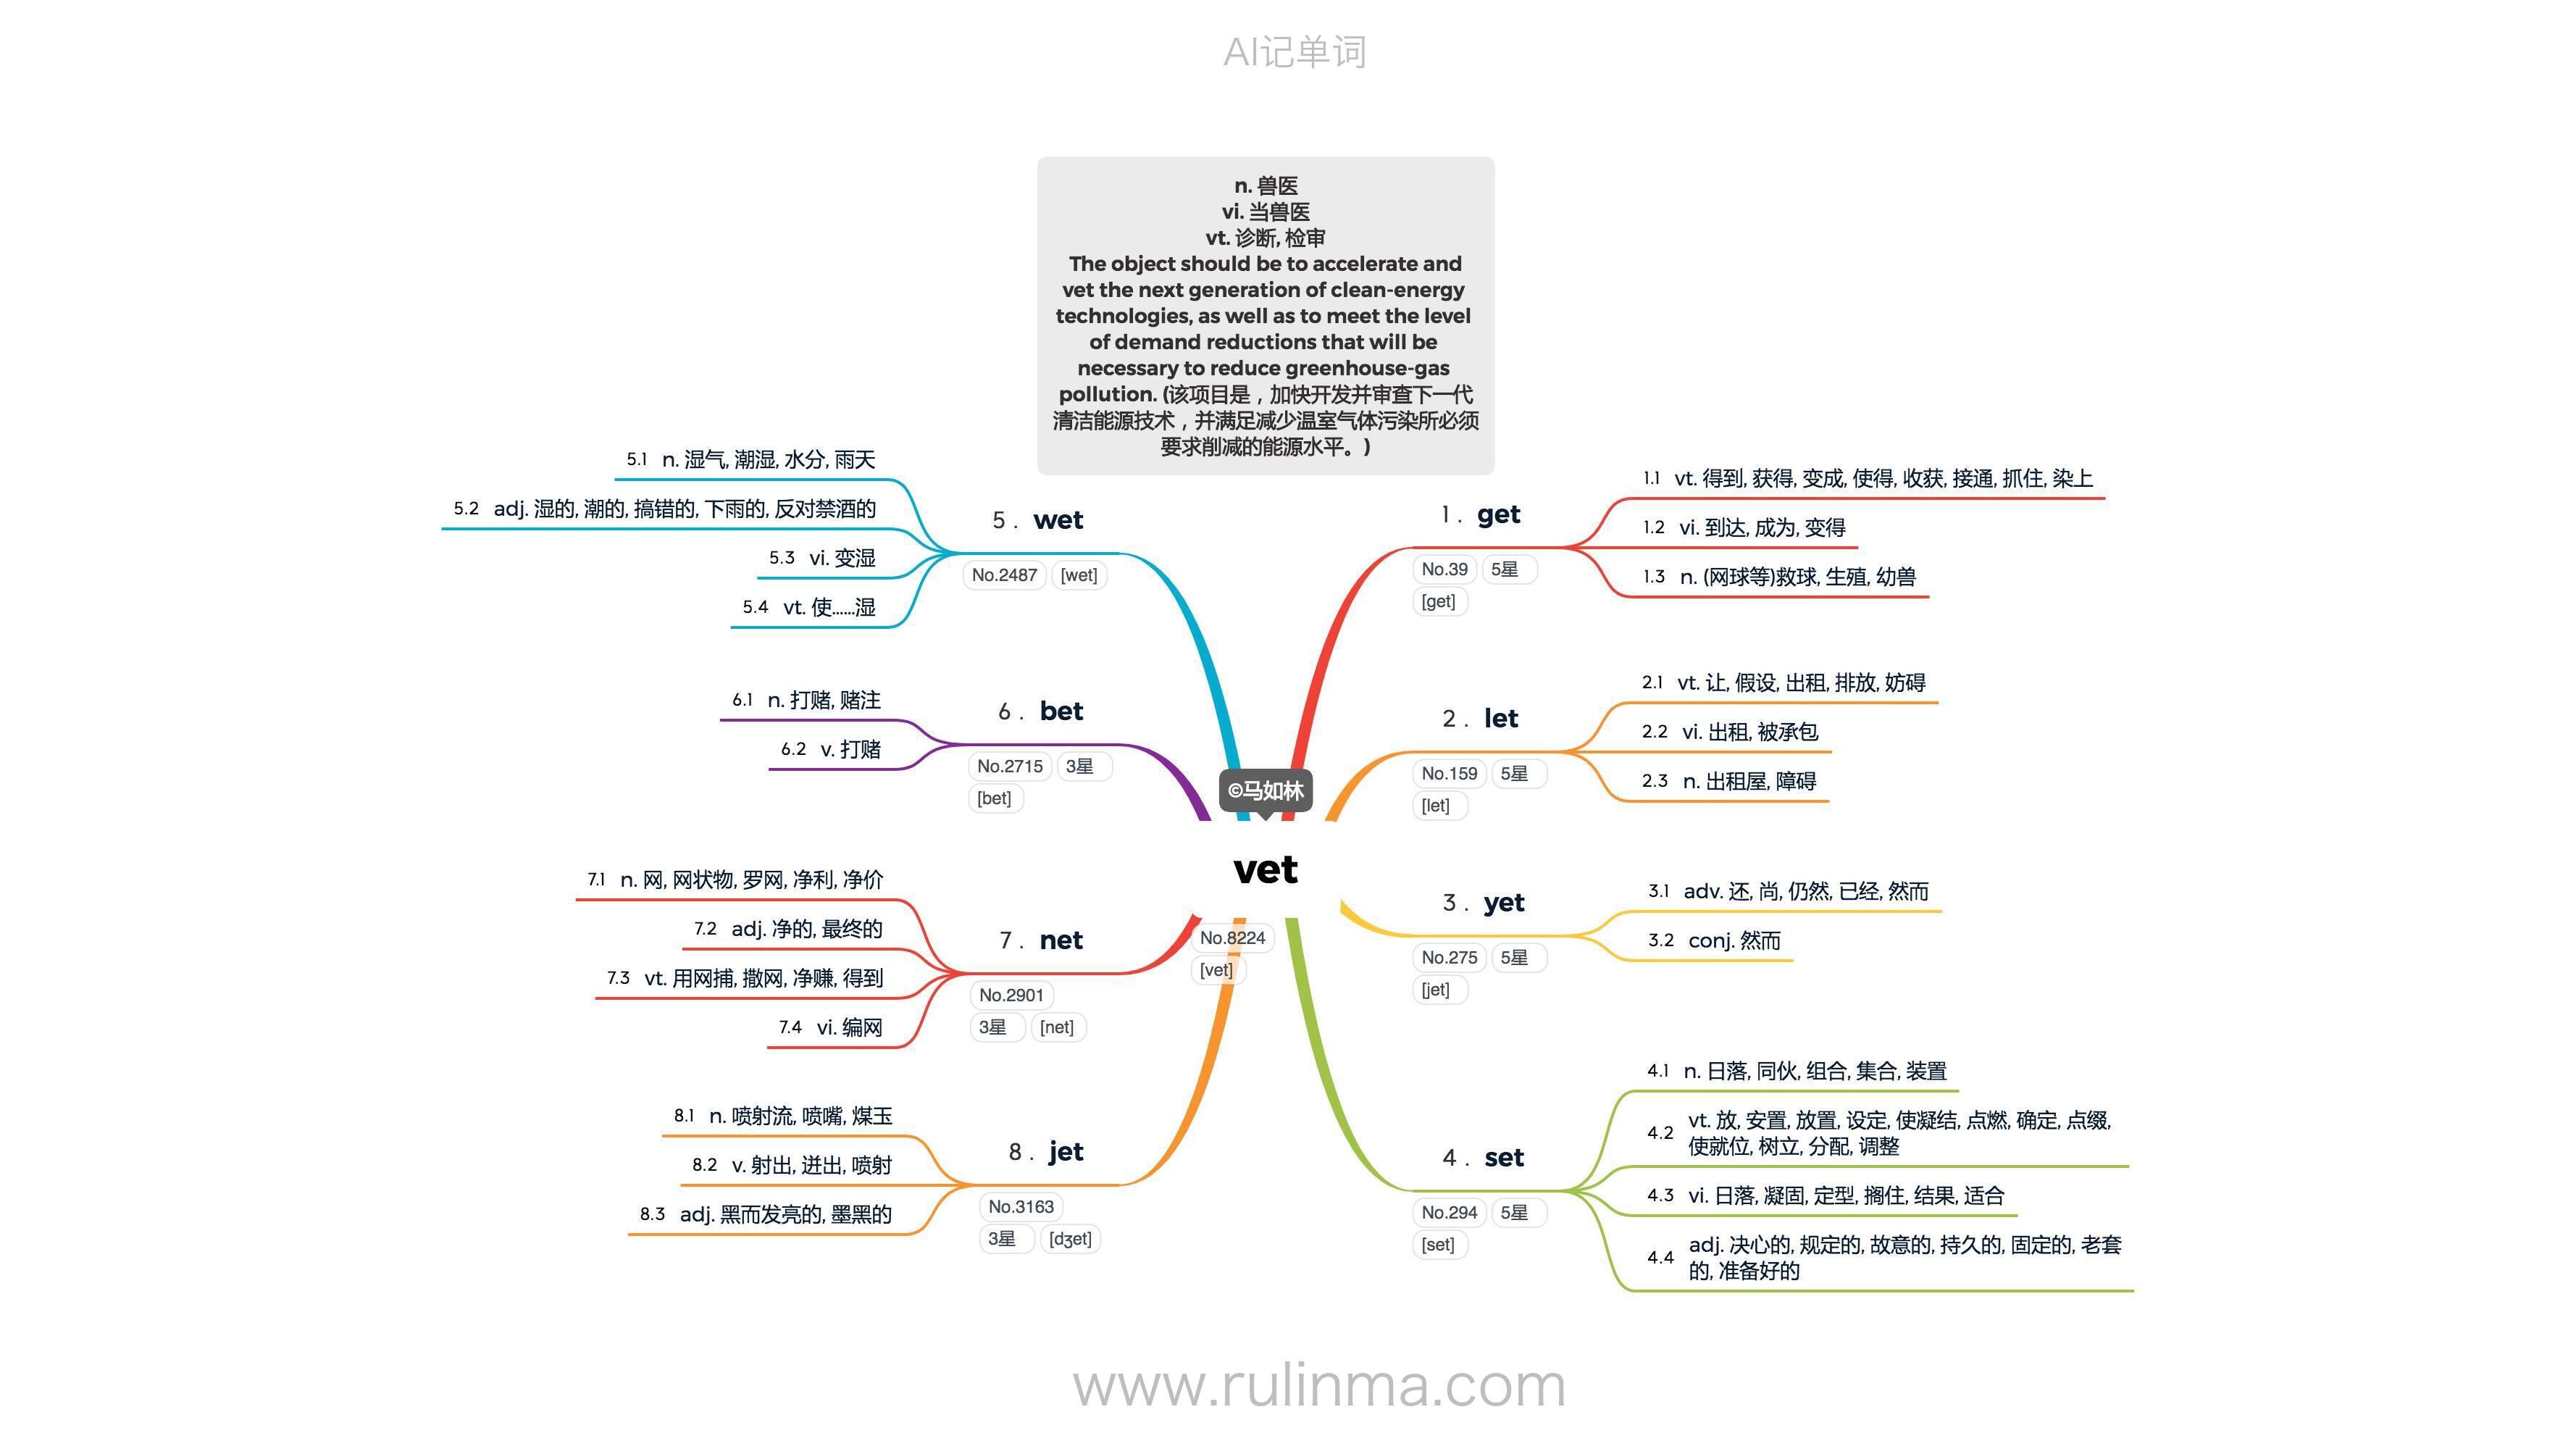 AI记单词
n. 兽医
vi. 当兽医
vt. 诊断, 检审
The object should be to accelerate and
vet the next generation of clean-energy
technologies, as well as to meet the level
of demand reductions that will be
necessary to reduce greenhouse-gas
pollution. (该项目是，加快开发并审查下一代
清洁能源技术，并满足减少温室气体污染所必须
要求削减的能源水平。)
©马如林
vet
No.8224
[vet]
1. get
No.39 5星
[get]
1.1 vt. 得到, 获得, 变成, 使得, 收获, 接通, 抓住, 染上
1.2 vi. 到达, 成为, 变得
1.3 n. (网球等)救球, 生殖, 幼兽
2. let
No.159 5星
[let]
2.1 vt. 让, 假设, 出租, 排放, 妨碍
2.2 vi. 出租, 被承包
2.3 n. 出租屋, 障碍
3. yet
No.275 5星
[jet]
3.1 adv. 还, 尚, 仍然, 已经, 然而
3.2 conj. 然而
4. set
No.294 5星
[set]
4.1 n. 日落, 同伙, 组合, 集合, 装置
4.2 vt. 放, 安置, 放置, 设定, 使凝结, 点燃, 确定, 点缀,
使就位, 树立, 分配, 调整
4.3 vi. 日落, 凝固, 定型, 搁住, 结果, 适合
4.4 adj. 决心的, 规定的, 故意的, 持久的, 固定的, 老套
的, 准备好的
5. wet
No.2487 [wet]
5.1 n. 湿气, 潮湿, 水分, 雨天
5.2 adj. 湿的, 潮的, 搞错的, 下雨的, 反对禁酒的
5.3 vi. 变湿
5.4 vt. 使......湿
6. bet
No.2715 3星
[bet]
6.1 n. 打赌, 赌注
6.2 v. 打赌
7. net
No.2901
3星 [net]
7.1 n. 网, 网状物, 罗网, 净利, 净价
7.2 adj. 净的, 最终的
7.3 vt. 用网捕, 撒网, 净赚, 得到
7.4 vi. 编网
8. jet
No.3163
3星 [dʒet]
8.1 n. 喷射流, 喷嘴, 煤玉
8.2 v. 射出, 迸出, 喷射
8.3 adj. 黑而发亮的, 墨黑的
www.rulinma.com